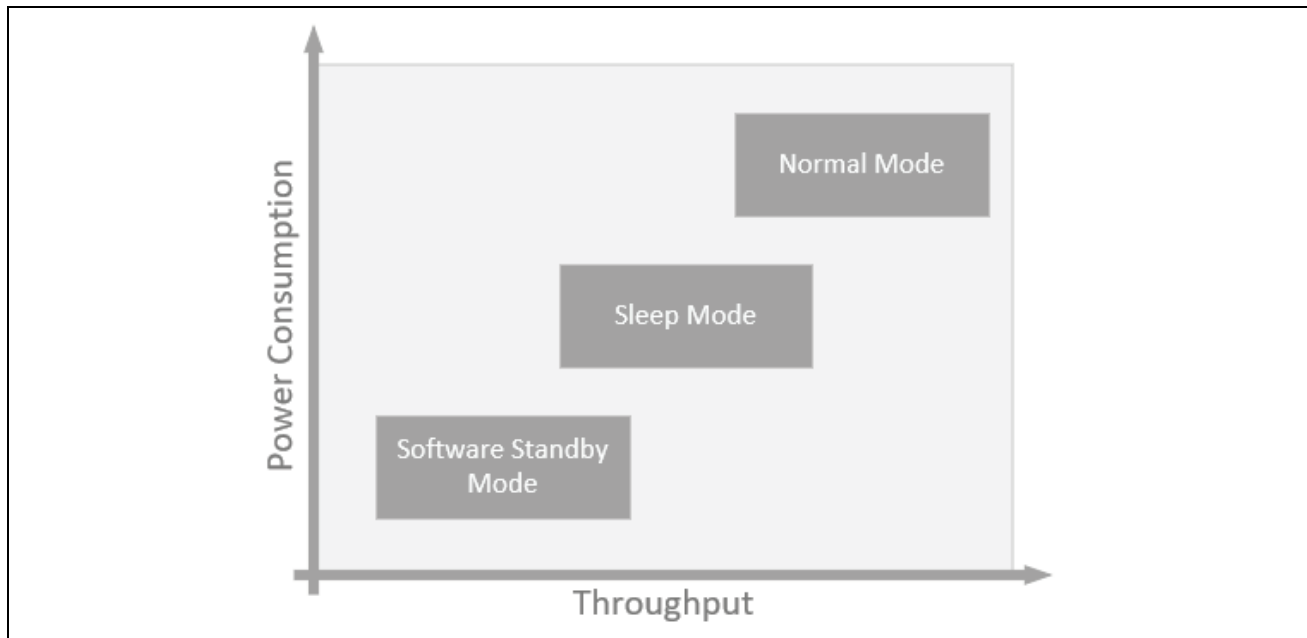 Power Consumption
Normal Mode
Sleep Mode
Software Standby
Mode
Throughput